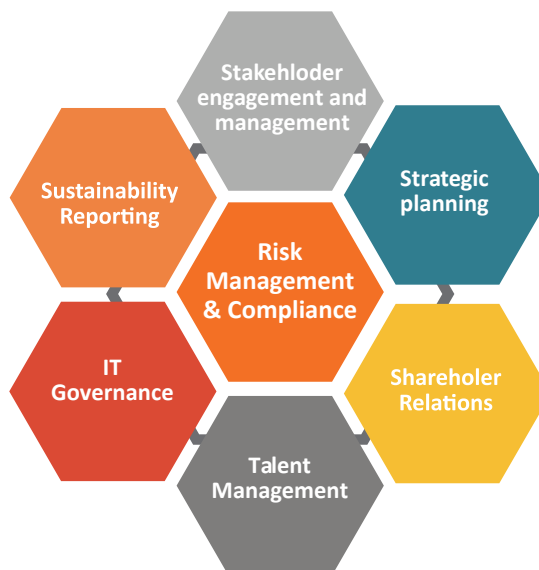 Stakehloder
engagement and
management
Sustainability
Reporting
Strategic
planning
Risk
Management
& Compliance
IT
Governance
Shareholer
Relations
Talent
Management